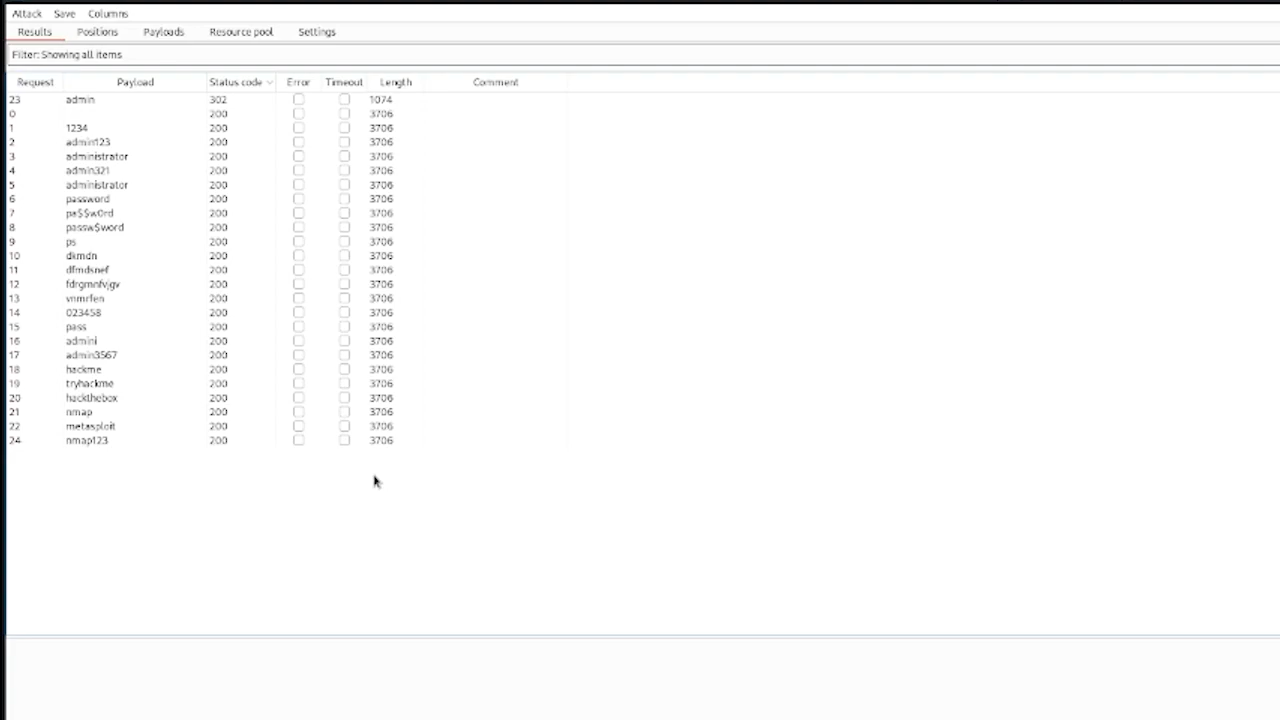 Attack Save Columns
Results Positions Payloads Resource pool Settings
Filter: Showing all items
Request Payload Status code Error Timeout Length Comment
23 admin 302 1074
0 200 3706
1 1234 200 3706
2 admin123 200 3706
3 administrator 200 3706
4 admin321 200 3706
5 administrator 200 3706
6 password 200 3706
7 pa$$w0rd 200 3706
8 passw$word 200 3706
9 ps 200 3706
10 dkmdn 200 3706
11 dfmdsnef 200 3706
12 fdrgmnfvjgv 200 3706
13 vnmrfen 200 3706
14 023458 200 3706
15 pass 200 3706
16 admini 200 3706
17 admin3567 200 3706
18 hackme 200 3706
19 tryhackme 200 3706
20 hackthebox 200 3706
21 nmap 200 3706
22 metasploit 200 3706
24 nmap123 200 3706